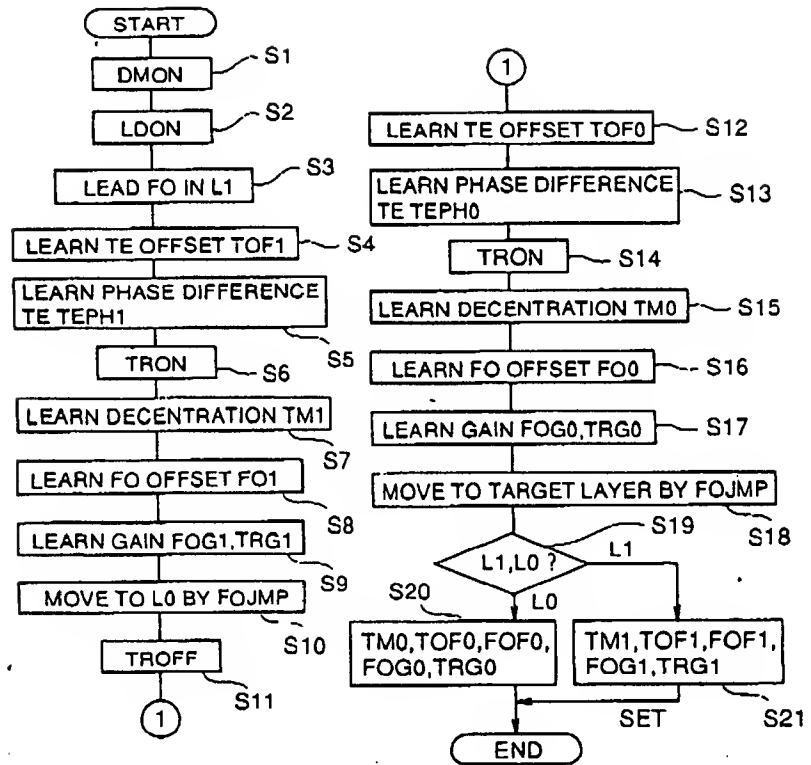 START
DMON
S1
LDON
S2
LEAD FO IN L1
S3
LEARN TE OFFSET TOF1
S4
LEARN PHASE DIFFERENCE
TE TEPH1
S5
TRON
S6
LEARN DECENTRATION TM1
S7
LEARN FO OFFSET FO1
S8
LEARN GAIN FOG1,TRG1
S9
MOVE TO L0 BY FOJMP
S10
TROFF
S11
1
1
LEARN TE OFFSET TOF0
S12
LEARN PHASE DIFFERENCE
TE TEPH0
S13
TRON
S14
LEARN DECENTRATION TM0
S15
LEARN FO OFFSET FO0
S16
LEARN GAIN FOG0,TRG0
S17
MOVE TO TARGET LAYER BY FOJMP
S18
L1,L0 ?
S19
L1
L0
S20
TM0,TOF0,FOF0,
FOG0,TRG0
TM1,TOF1,FOF1,
FOG1,TRG1
S21
SET
END